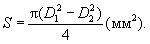 S = π(D₁² − D₂²)/4 (мм²).